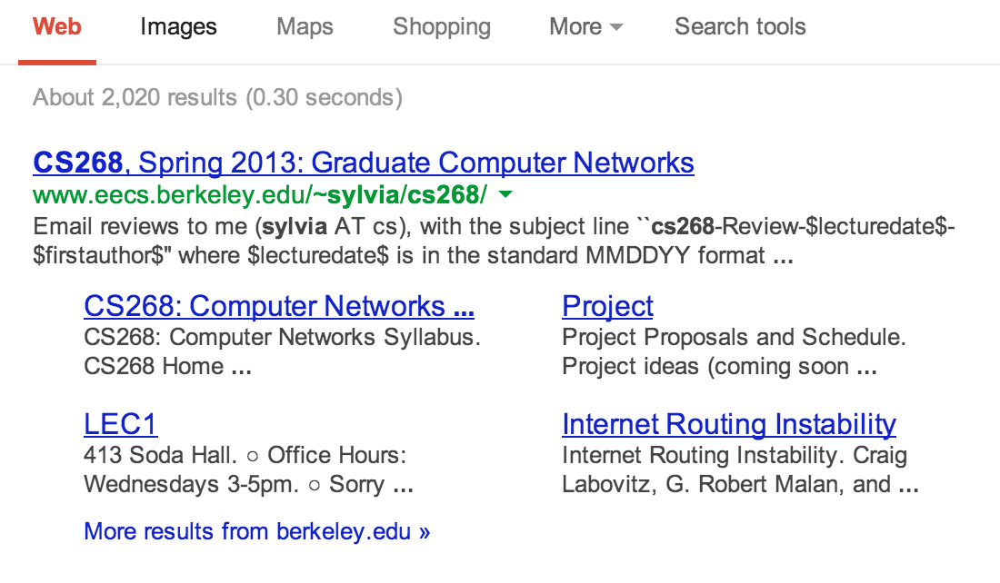 Web Images Maps Shopping More Search tools
About 2,020 results (0.30 seconds)
CS268, Spring 2013: Graduate Computer Networks
www.eecs.berkeley.edu/~sylvia/cs268/
Email reviews to me (sylvia AT cs), with the subject line ``cs268-Review-$lecturedate$-
$firstauthor$" where $lecturedate$ is in the standard MMDDYY format ...
CS268: Computer Networks ...
CS268: Computer Networks Syllabus.
CS268 Home ...
Project
Project Proposals and Schedule.
Project ideas (coming soon ...
LEC1
413 Soda Hall. ○ Office Hours:
Wednesdays 3-5pm. ○ Sorry ...
Internet Routing Instability
Internet Routing Instability. Craig
Labovitz, G. Robert Malan, and ...
More results from berkeley.edu »